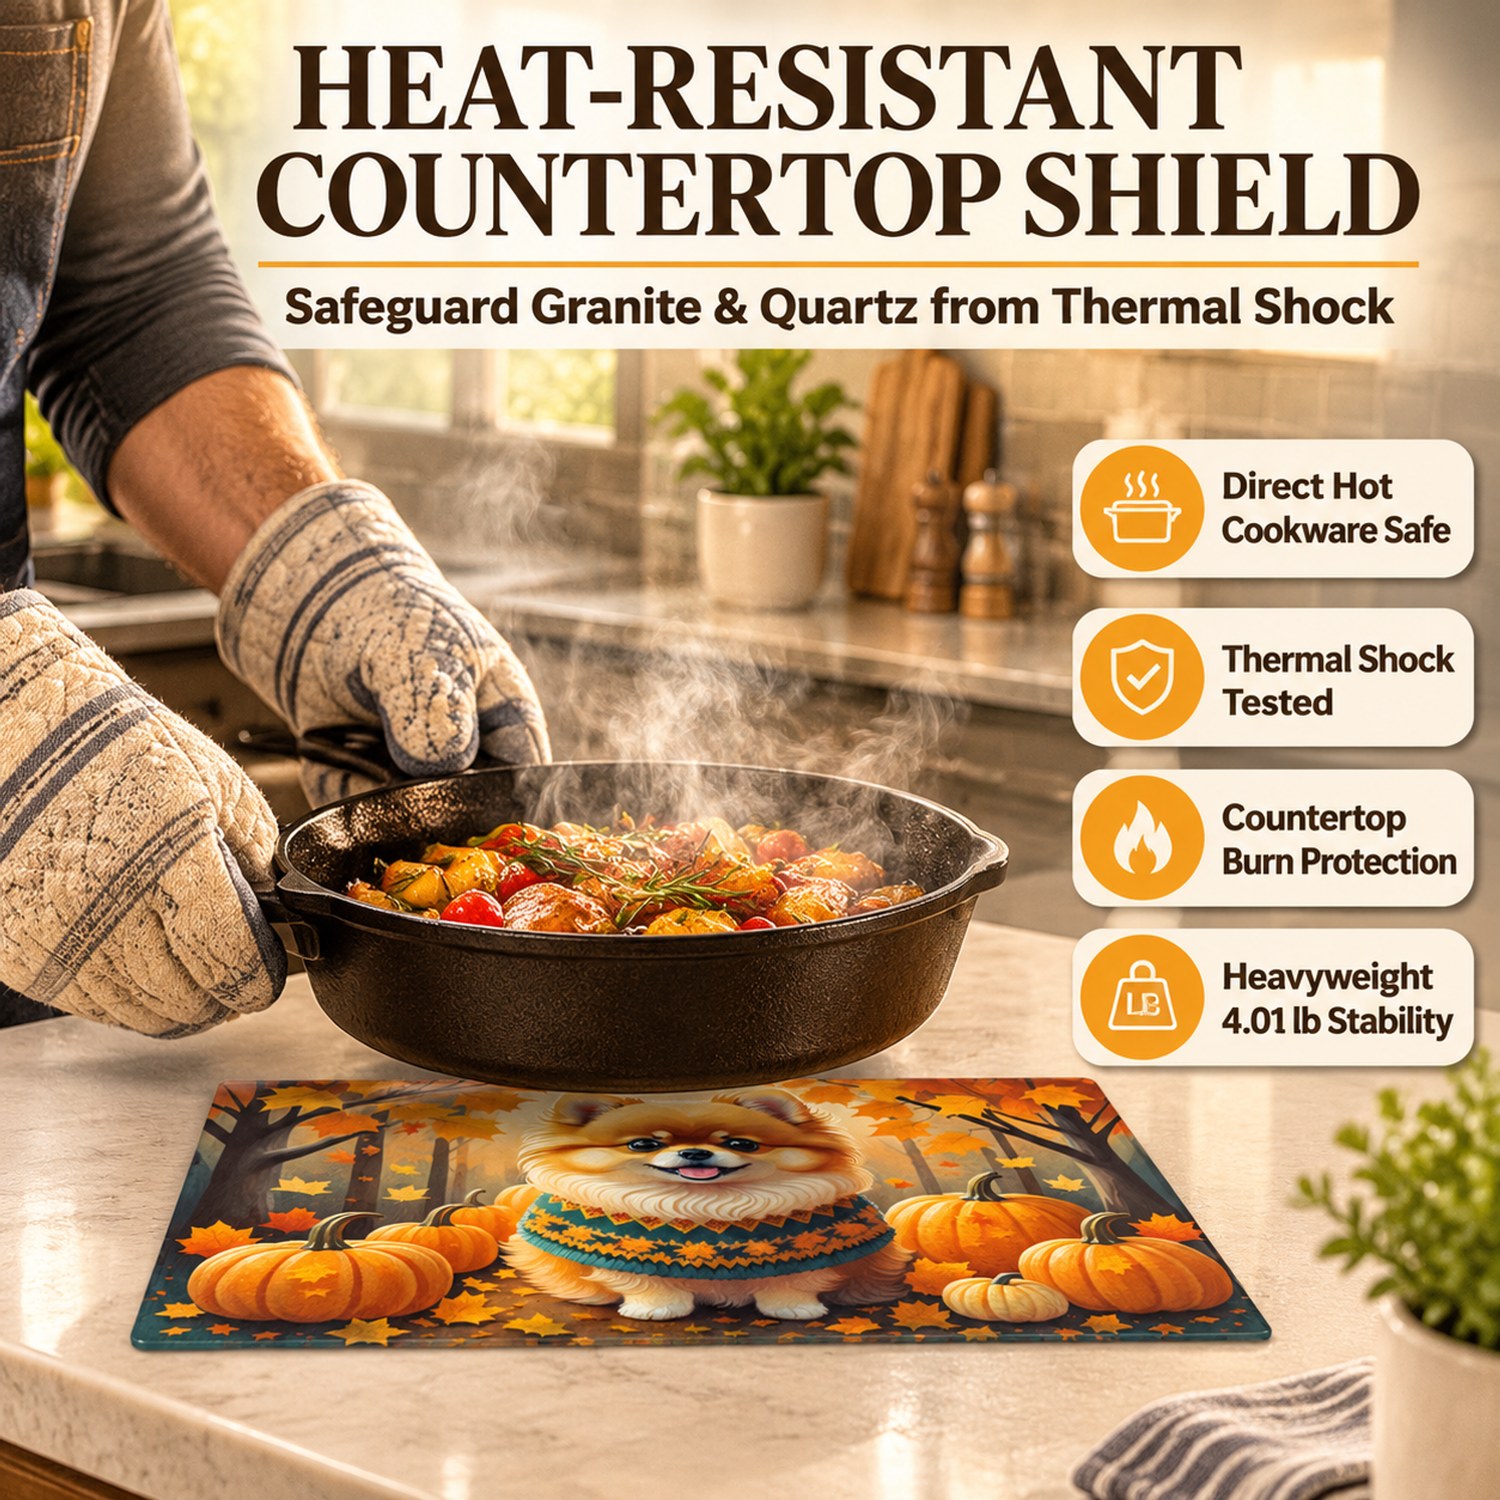 HEAT-RESISTANT
COUNTERTOP SHIELD
Safeguard Granite & Quartz from Thermal Shock
Direct Hot
Cookware Safe
Thermal Shock
Tested
Countertop
Burn Protection
LB
Heavyweight
4.01 lb Stability